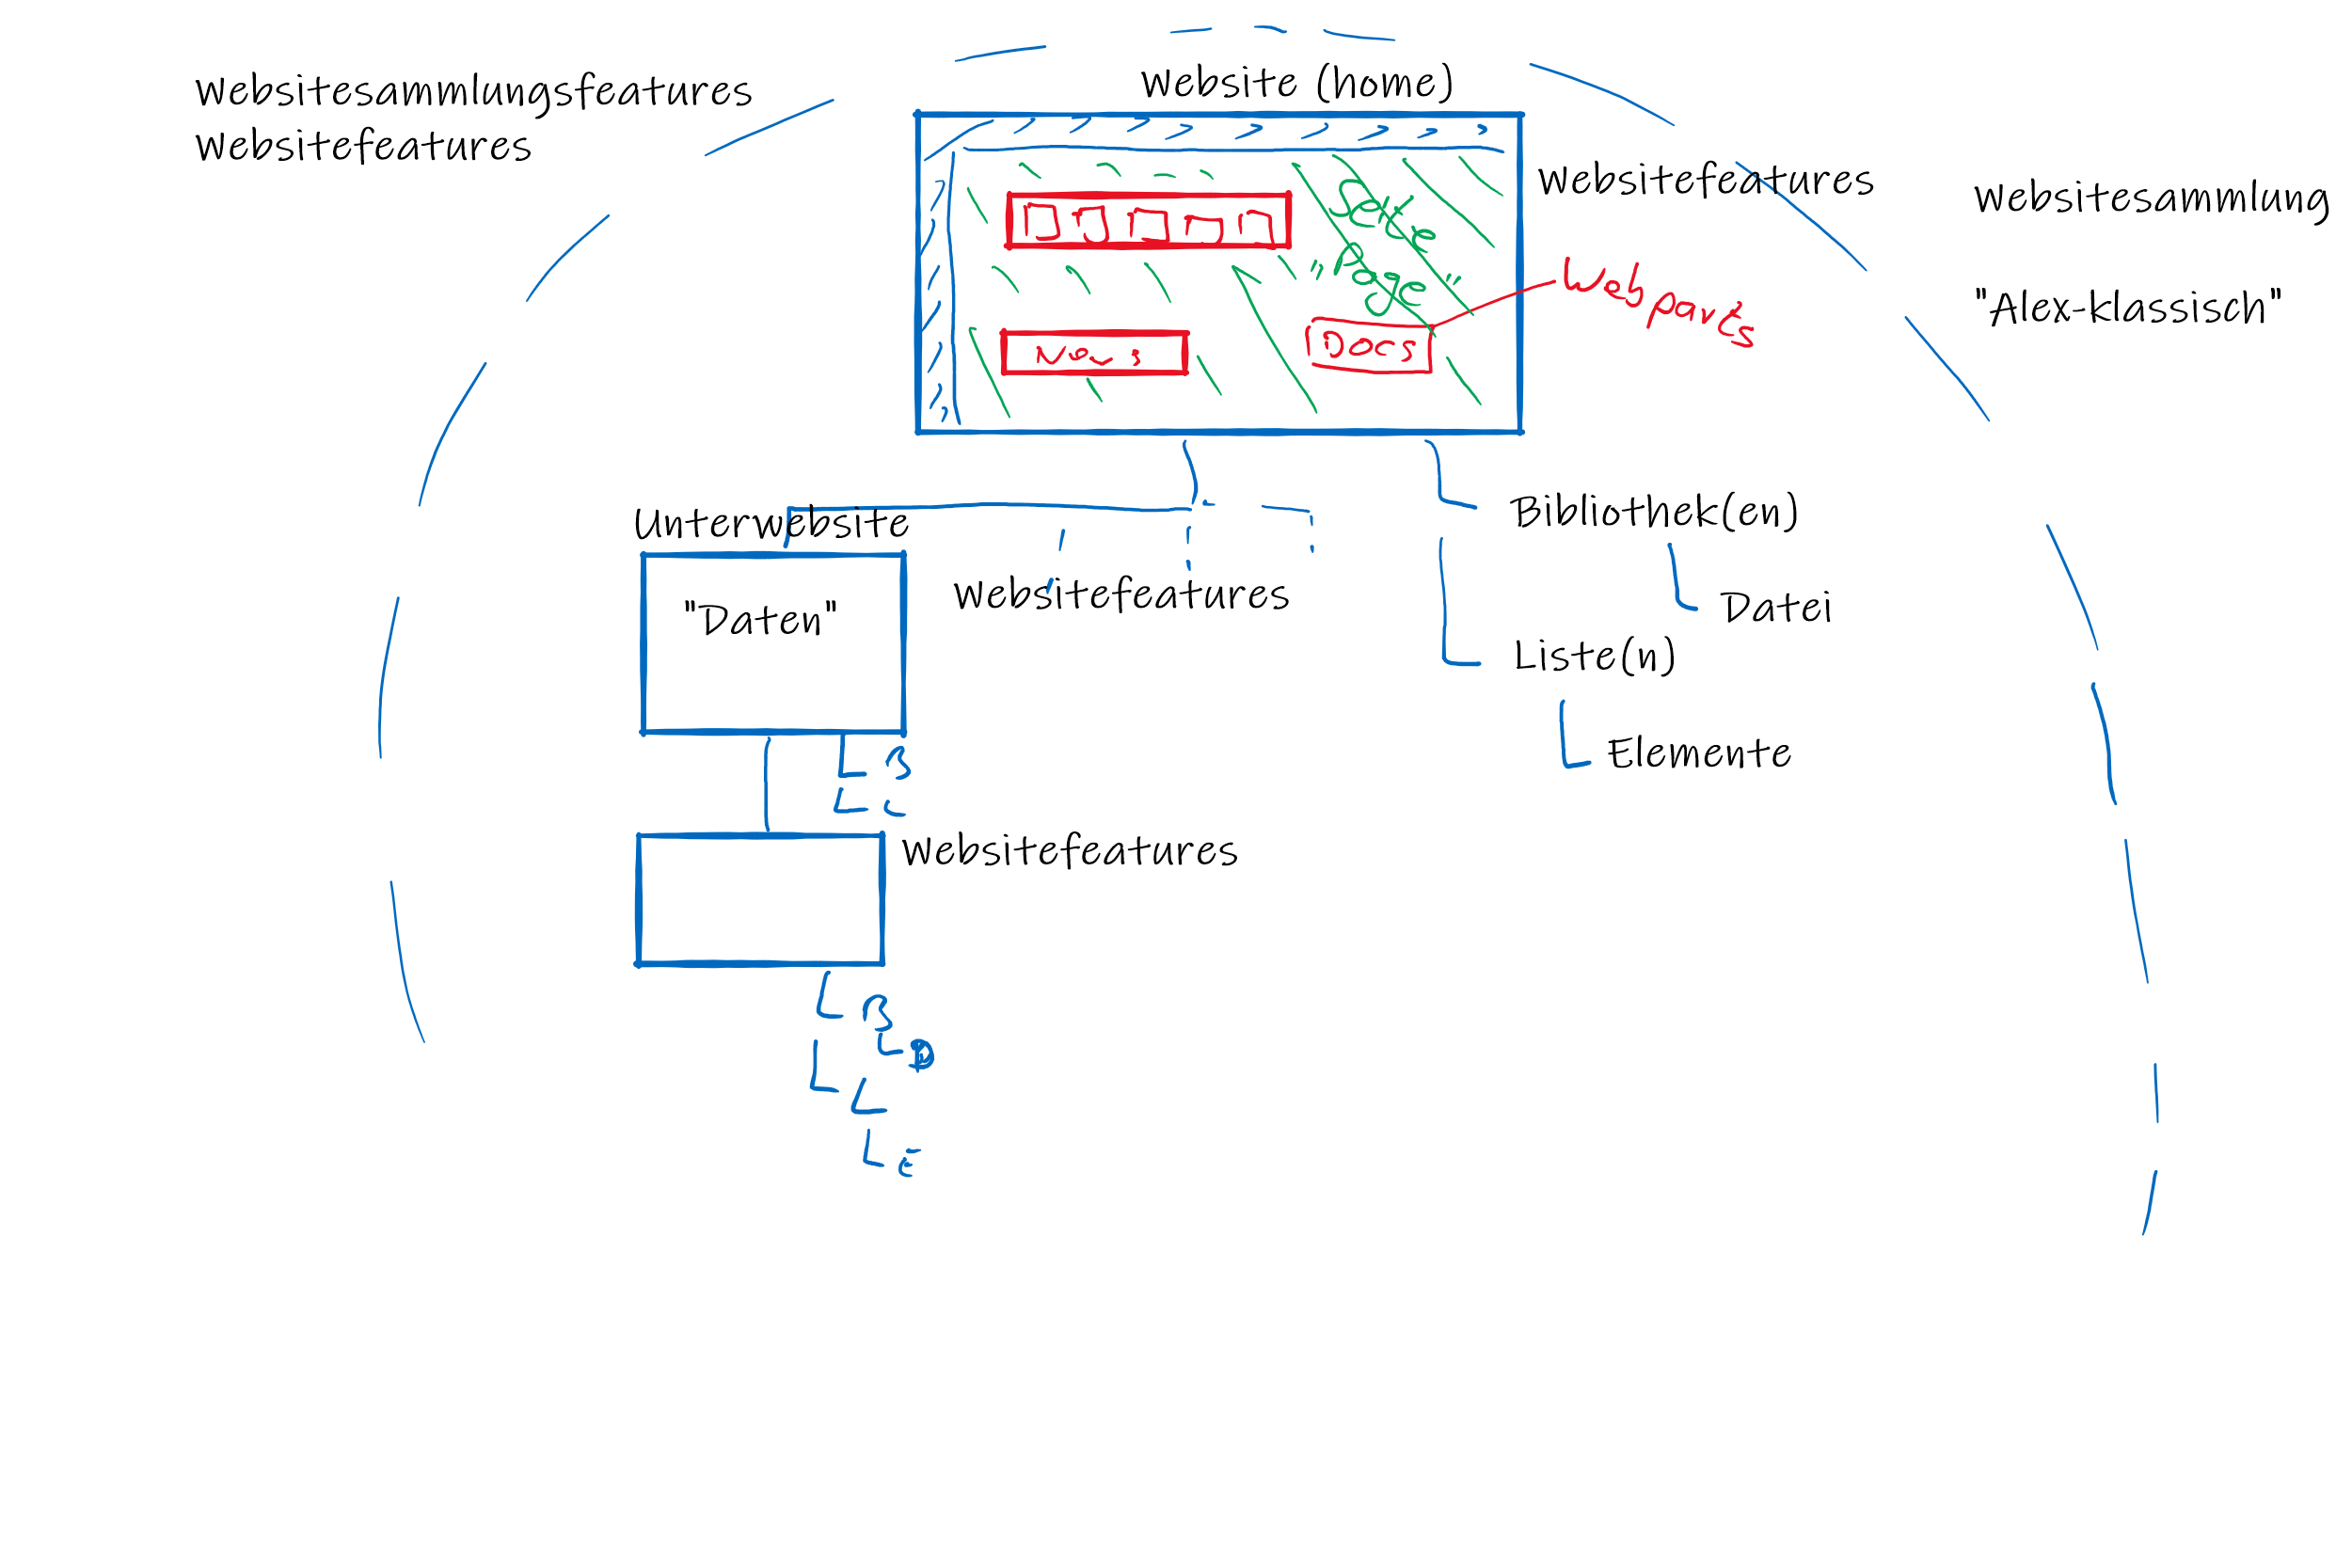 Websitesammlungsfeatures
Websitefeatures
Website (home)
Websitefeatures
Websitesammlung
"Alex-klassisch"
Seite
"Page"
Webparts
News
Docs
Unterwebsite
"Daten"
Websitefeatures
Bibliothek(en)
Datei
Liste(n)
Elemente
B
L
Websitefeatures
B
D
L
E